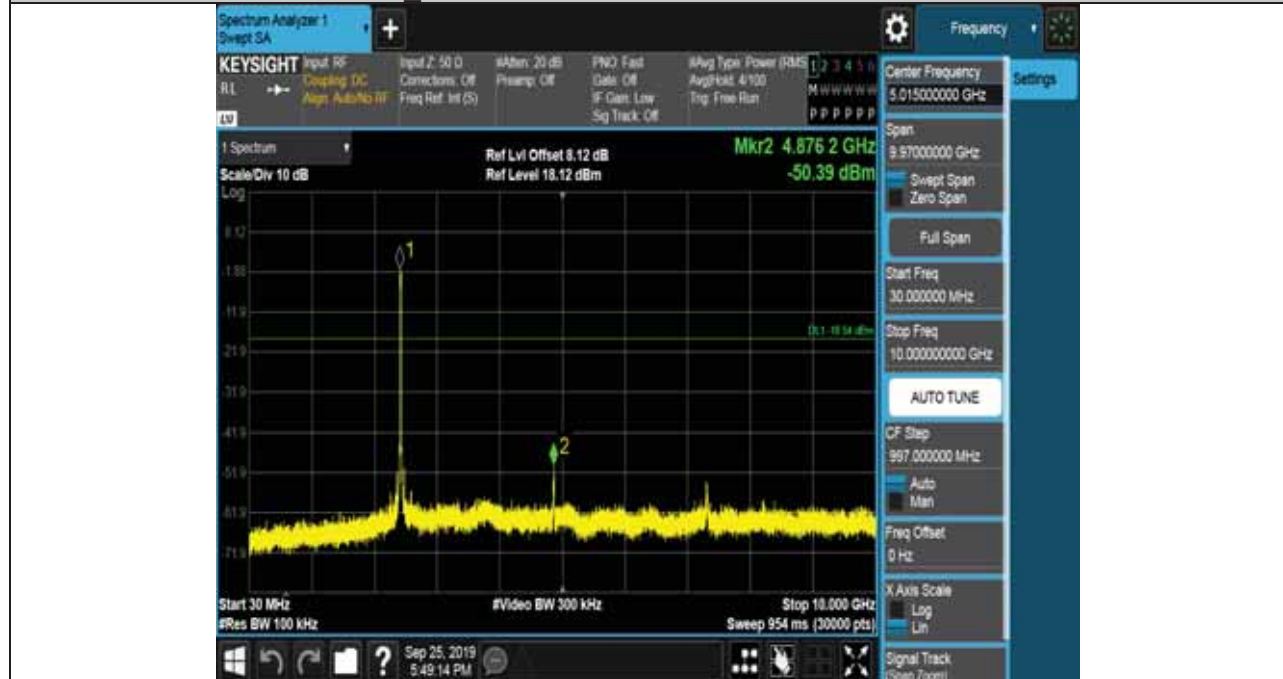 Spectrum Analyzer 1
Swept SA
+
Frequency
KEYSIGHT
RL
Input: RF
Coupling: DC
Align: Auto/No RF
Input Z: 50 Ω
Corrections: Off
Freq Ref: Int (S)
#Atten: 20 dB
Preamp: Off
PNO: Fast
Gate: Off
IF Gain: Low
Sig Track: Off
#Avg Type: Power (RMS
Avg|Hold: 4/100
Trig: Free Run
1 2 3 4 5 6
M W W W W W
P P P P P P
LV
1 Spectrum
Scale/Div 10 dB
Log
Ref Lvl Offset 8.12 dB
Ref Level 18.12 dBm
Mkr2 4.876 2 GHz
-50.39 dBm
8.12
-1.88
-11.9
-21.9
-31.9
-41.9
-51.9
-61.9
-71.9
1
2
Start 30 MHz
#Res BW 100 kHz
#Video BW 300 kHz
Stop 10.000 GHz
Sweep 954 ms (30000 pts)
?
Sep 25, 2019
5:49:14 PM
Center Frequency
5.015000000 GHz
Settings
Span
9.97000000 GHz
Swept Span
Zero Span
Full Span
Start Freq
30.000000 MHz
Stop Freq
10.000000000 GHz
AUTO TUNE
CF Step
997.000000 MHz
Auto
Man
Freq Offset
0 Hz
X Axis Scale
Log
Lin
Signal Track
(Span Zoom)